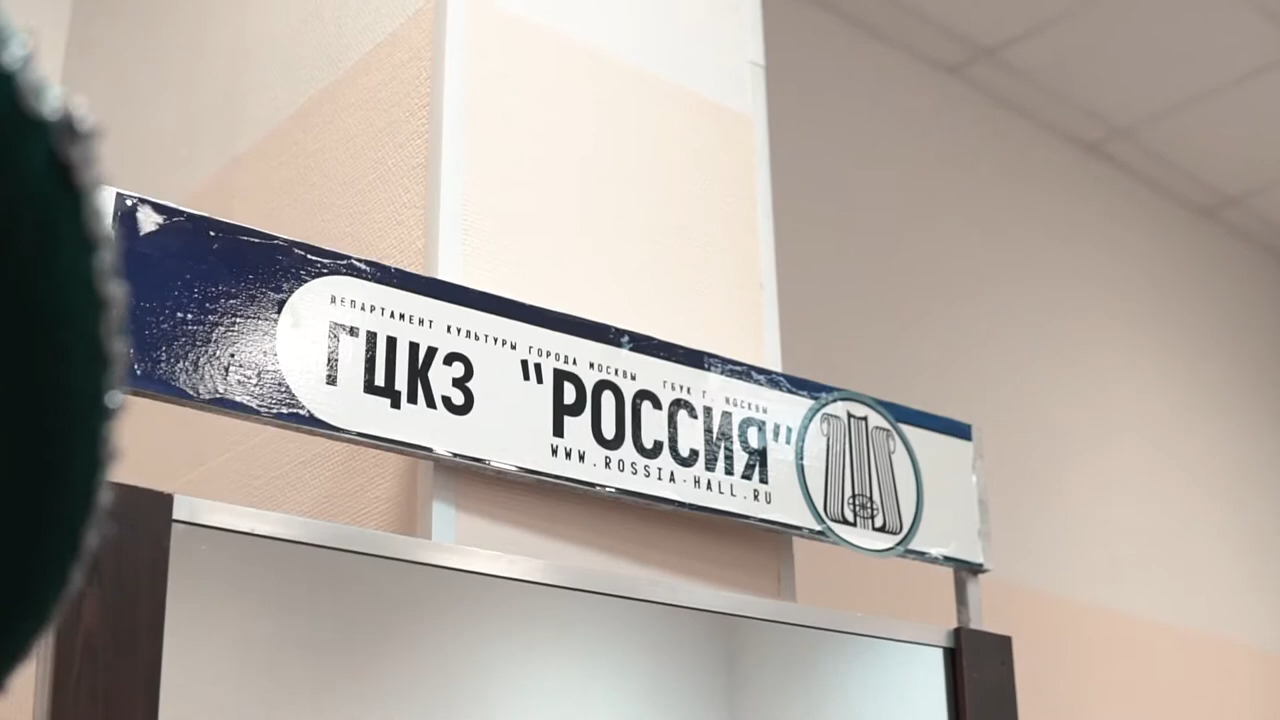 ДЕПАРТАМЕНТ КУЛЬТУРЫ ГОРОДА МОСКВЫ ГБУК Г. МОСКВЫ
ГЦКЗ "РОССИЯ"
WWW.ROSSIA-HALL.RU